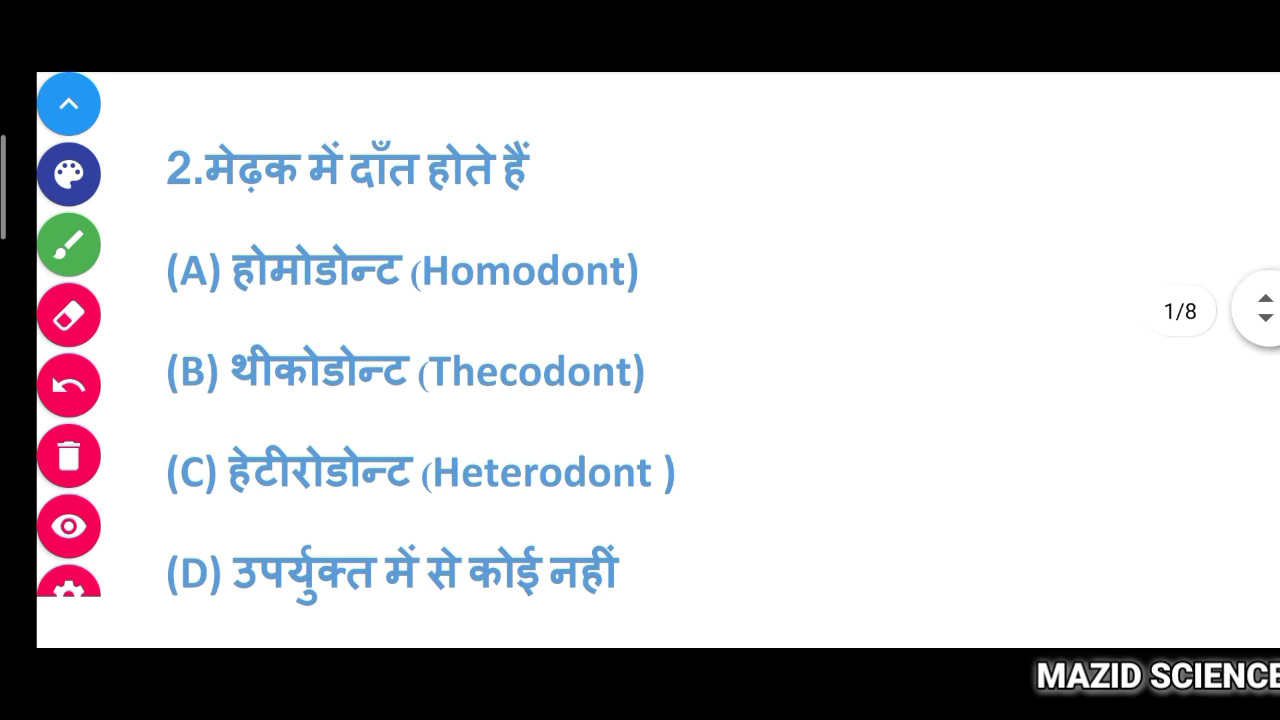 2.मेढ़क में दाँत होते हैं
(A) होमोडोन्ट (Homodont)
(B) थीकोडोन्ट (Thecodont)
1/8
(C) हेटीरोडोन्ट (Heterodont )
(D) उपर्युक्त में से कोई नहीं
MAZID SCIENCE